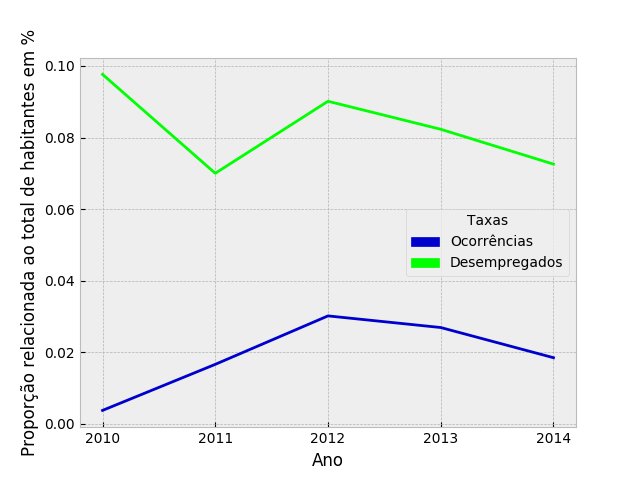 Proporção relacionada ao total de habitantes em %
0.10
0.08
0.06
0.04
0.02
0.00
Taxas
Ocorrências
Desempregados
2010 2011 2012 2013 2014
Ano